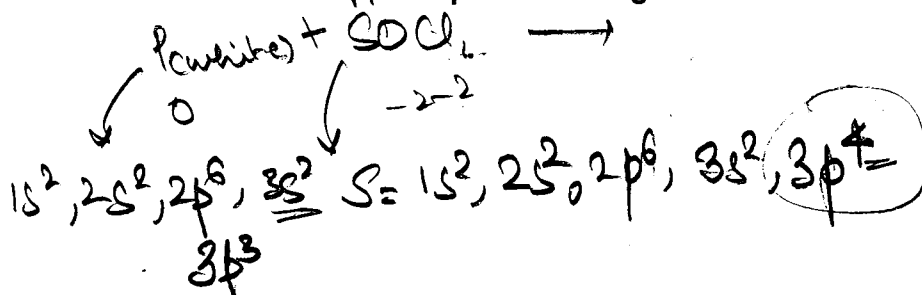 P(white) + SOCl₂ ⟶
0 -2-2
1s², 2s², 2p⁶, 3s² S = 1s², 2s², 2p⁶, 3s², 3p⁴
3p³